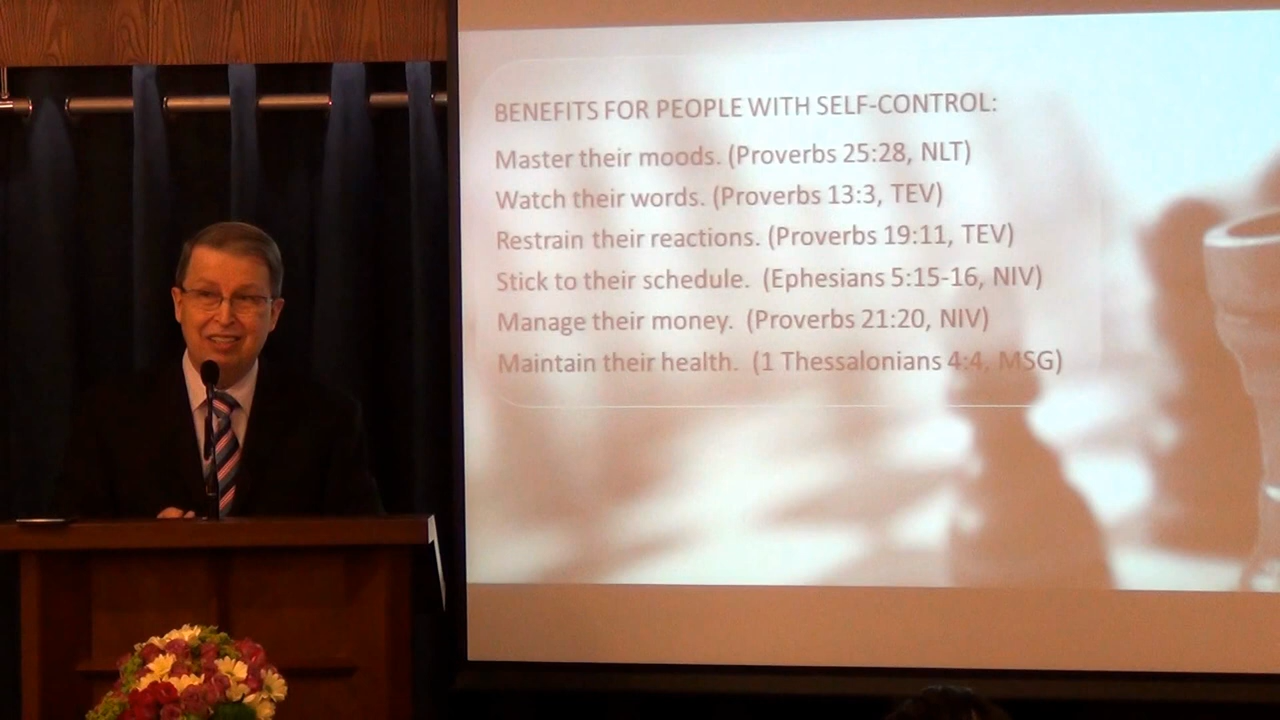 BENEFITS FOR PEOPLE WITH SELF-CONTROL:
Master their moods. (Proverbs 25:28, NLT)
Watch their words. (Proverbs 13:3, TEV)
Restrain their reactions. (Proverbs 19:11, TEV)
Stick to their schedule. (Ephesians 5:15-16, NIV)
Manage their money. (Proverbs 21:20, NIV)
Maintain their health. (1 Thessalonians 4:4, MSG)